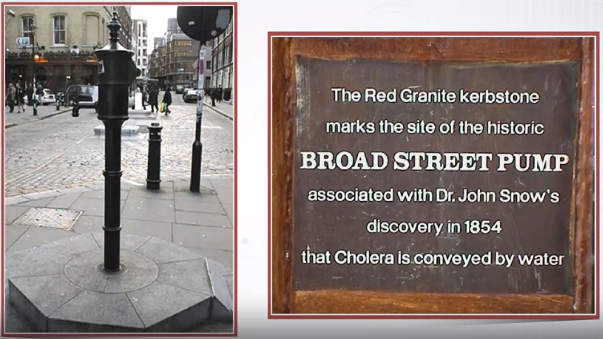 The Red Granite kerbstone
marks the site of the historic
BROAD STREET PUMP
associated with Dr. John Snow's
discovery in 1854
that Cholera is conveyed by water